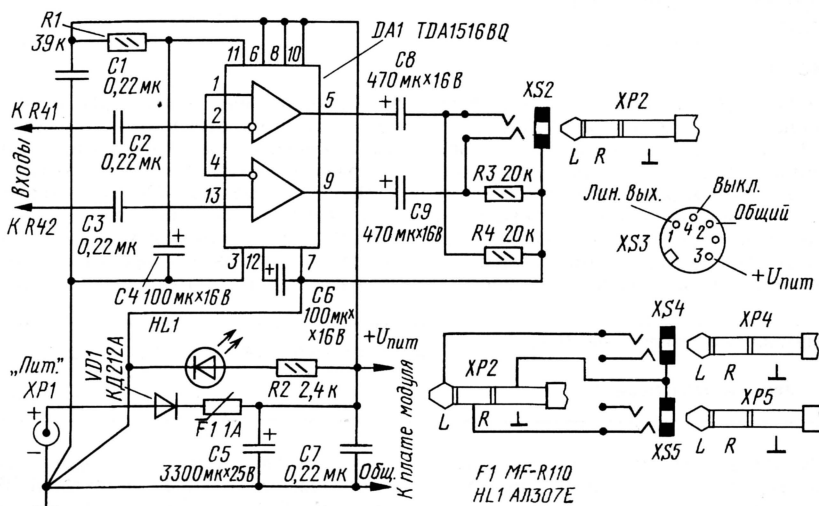 R1
39к
C1
0,22мк
11
6
8
10
DA1 TDA1516BQ
C8
470мк×16В
+
XS2
XP2
L
R
⊥
К R41
C2
0,22мк
1
2
5
Входы
4
13
9
+
R3 20к
C9
470мк×16В
R4 20к
К R42
C3
0,22мк
+
3
12
7
+
C6
100мк×
×16В
C4 100мк×16В
Лин. Вых.
Выкл.
Общий
1
4
2
3
XS3
+Uпит
HL1
+Uпит
„Пит."
XP1
+
−
VD1
КД212А
R2 2,4к
F1 1А
C5
3300мк×25В
+
C7
0,22мк
Общ.
К плате модуля
XP2
L
R
⊥
XS4
XP4
L
R
⊥
XS5
XP5
L
R
⊥
F1 MF-R110
HL1 АЛ307Е